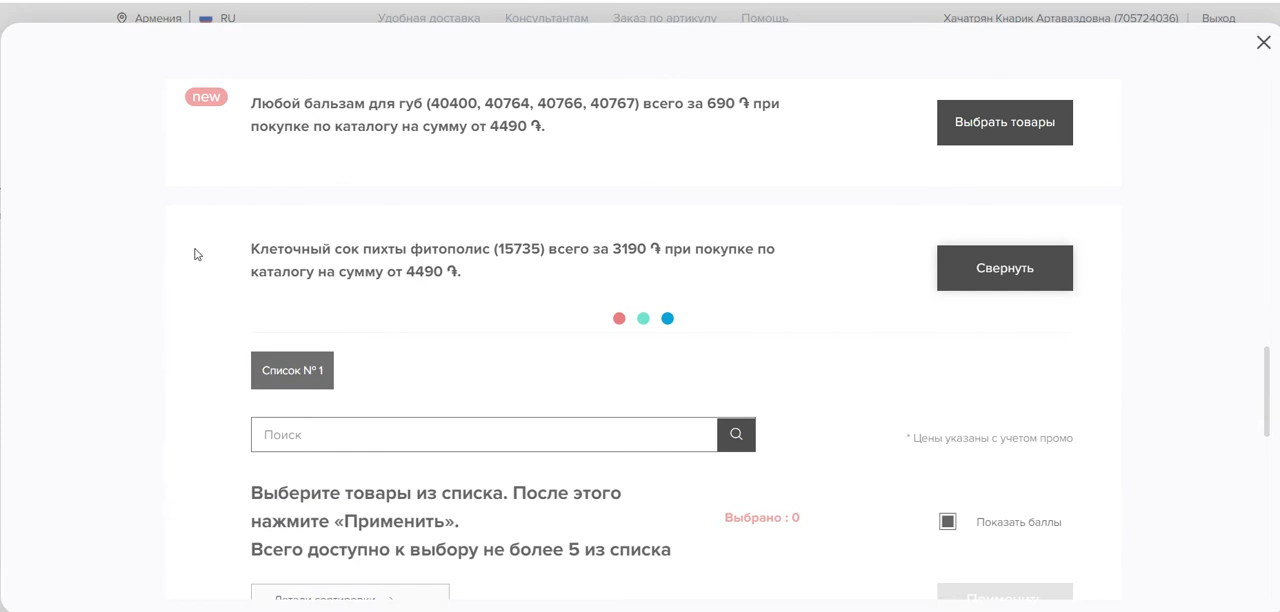 Армения RU Удобная доставка Консультантам Заказ по артикулу Помощь Хачатрян Кнарик Артаваздовна (705724036) Выход
new
Любой бальзам для губ (40400, 40764, 40766, 40767) всего за 690 ֏ при
покупке по каталогу на сумму от 4490 ֏.
Выбрать товары
Клеточный сок пихты фитополис (15735) всего за 3190 ֏ при покупке по
каталогу на сумму от 4490 ֏.
Свернуть
Список № 1
Поиск
* Цены указаны с учетом промо
Выберите товары из списка. После этого
нажмите «Применить».
Всего доступно к выбору не более 5 из списка
Выбрано : 0
Показать баллы
Детали сортировки
Применить